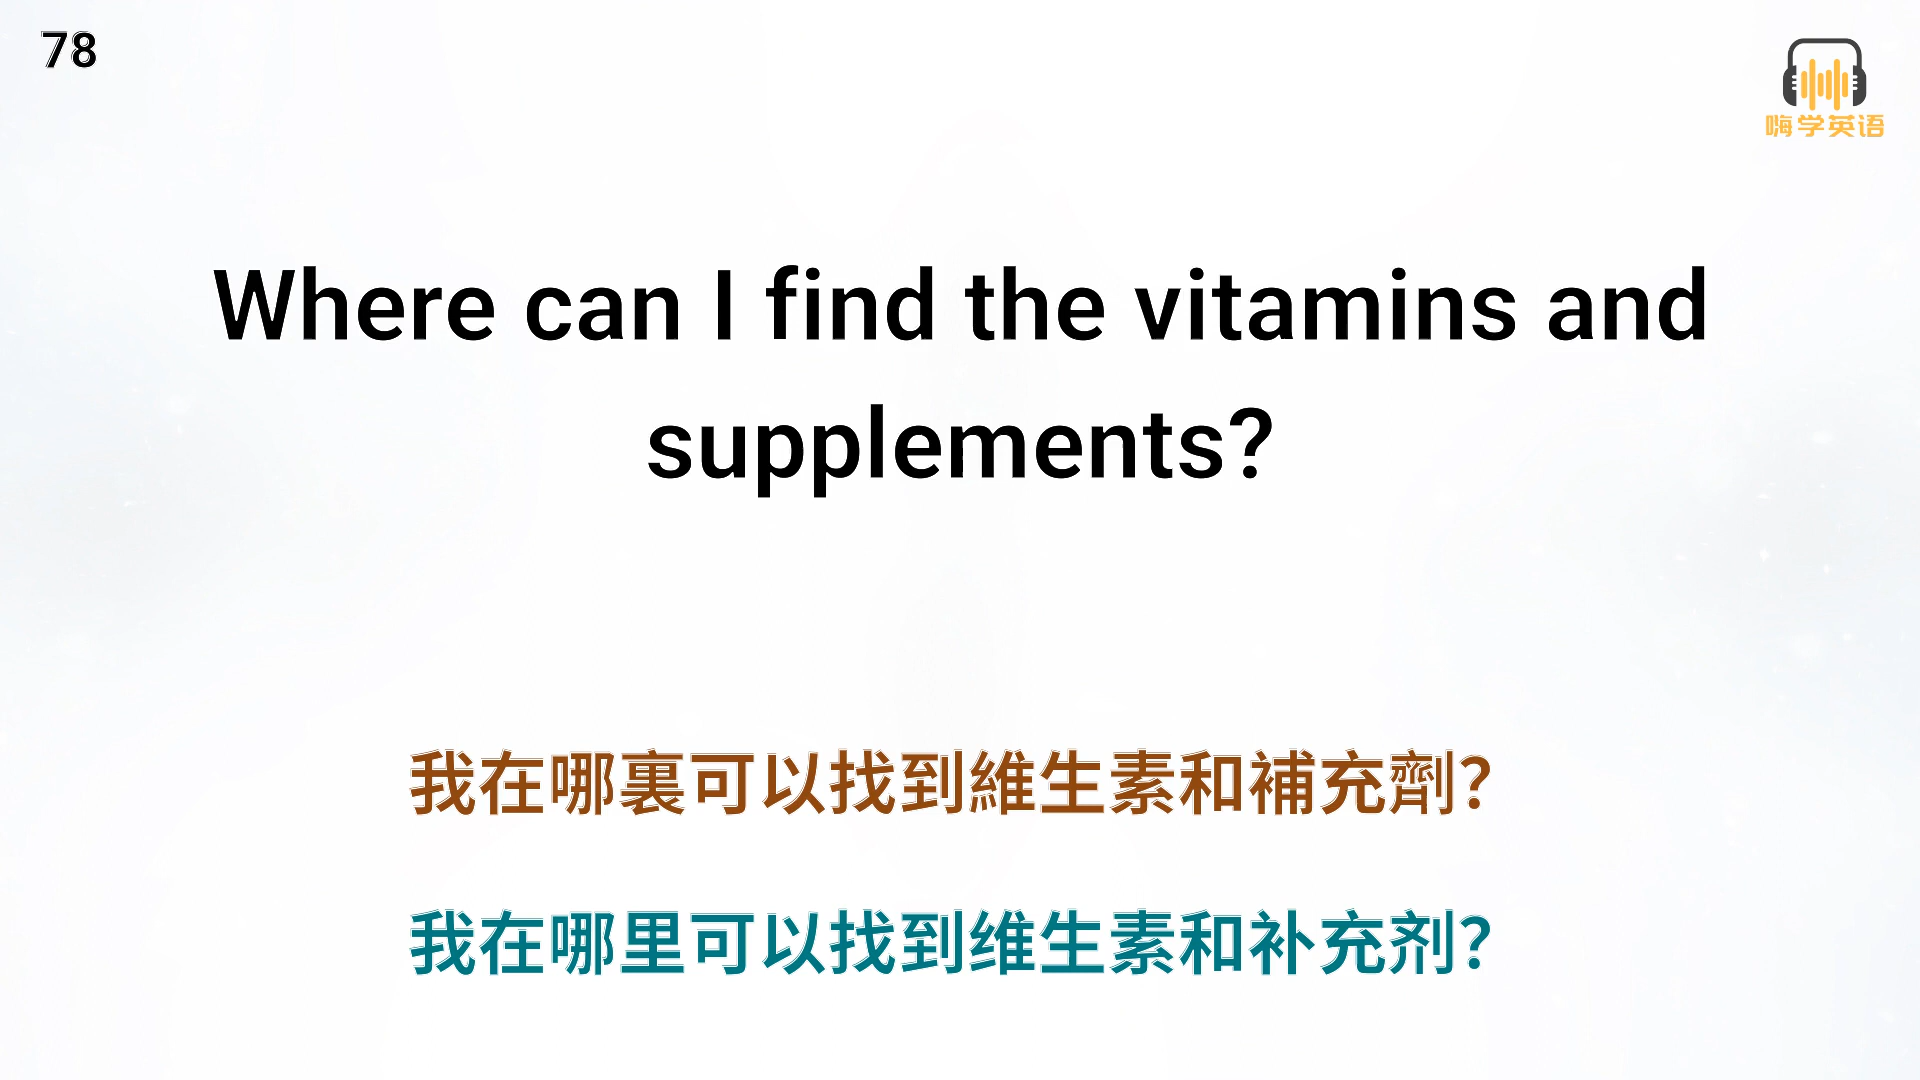 78
嗨学英语
Where can I find the vitamins and
supplements?
我在哪裏可以找到維生素和補充劑?
我在哪里可以找到维生素和补充剂?